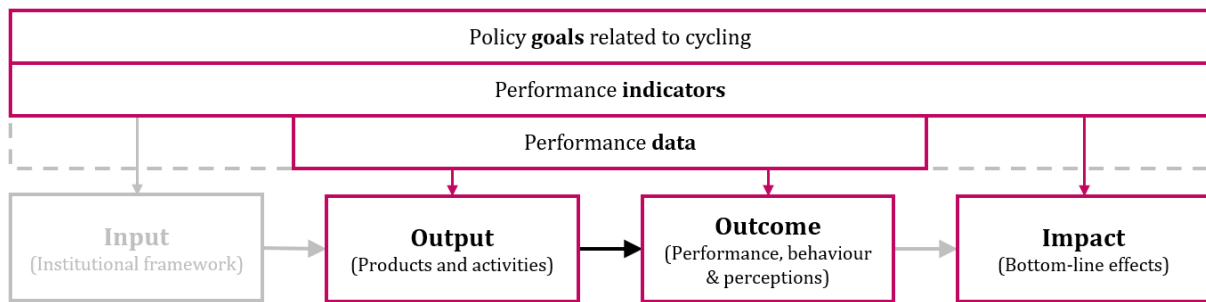 Policy goals related to cycling
Performance indicators
Performance data
Input
(Institutional framework)
Output
(Products and activities)
Outcome
(Performance, behaviour
& perceptions)
Impact
(Bottom-line effects)